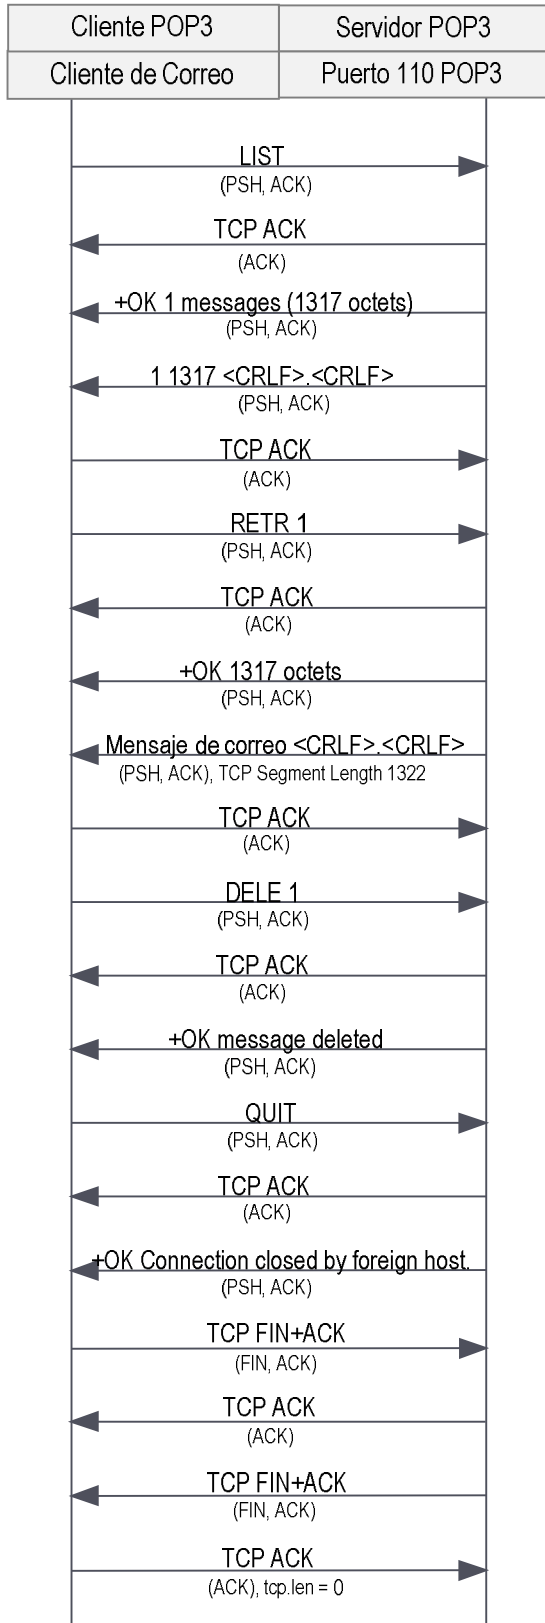 Cliente POP3
Servidor POP3
Cliente de Correo
Puerto 110 POP3
LIST
(PSH, ACK)
TCP ACK
(ACK)
+OK 1 messages (1317 octets)
(PSH, ACK)
1 1317 <CRLF>.<CRLF>
(PSH, ACK)
TCP ACK
(ACK)
RETR 1
(PSH, ACK)
TCP ACK
(ACK)
+OK 1317 octets
(PSH, ACK)
Mensaje de correo <CRLF>.<CRLF>
(PSH, ACK), TCP Segment Length 1322
TCP ACK
(ACK)
DELE 1
(PSH, ACK)
TCP ACK
(ACK)
+OK message deleted
(PSH, ACK)
QUIT
(PSH, ACK)
TCP ACK
(ACK)
+OK Connection closed by foreign host.
(PSH, ACK)
TCP FIN+ACK
(FIN, ACK)
TCP ACK
(ACK)
TCP FIN+ACK
(FIN, ACK)
TCP ACK
(ACK), tcp.len = 0